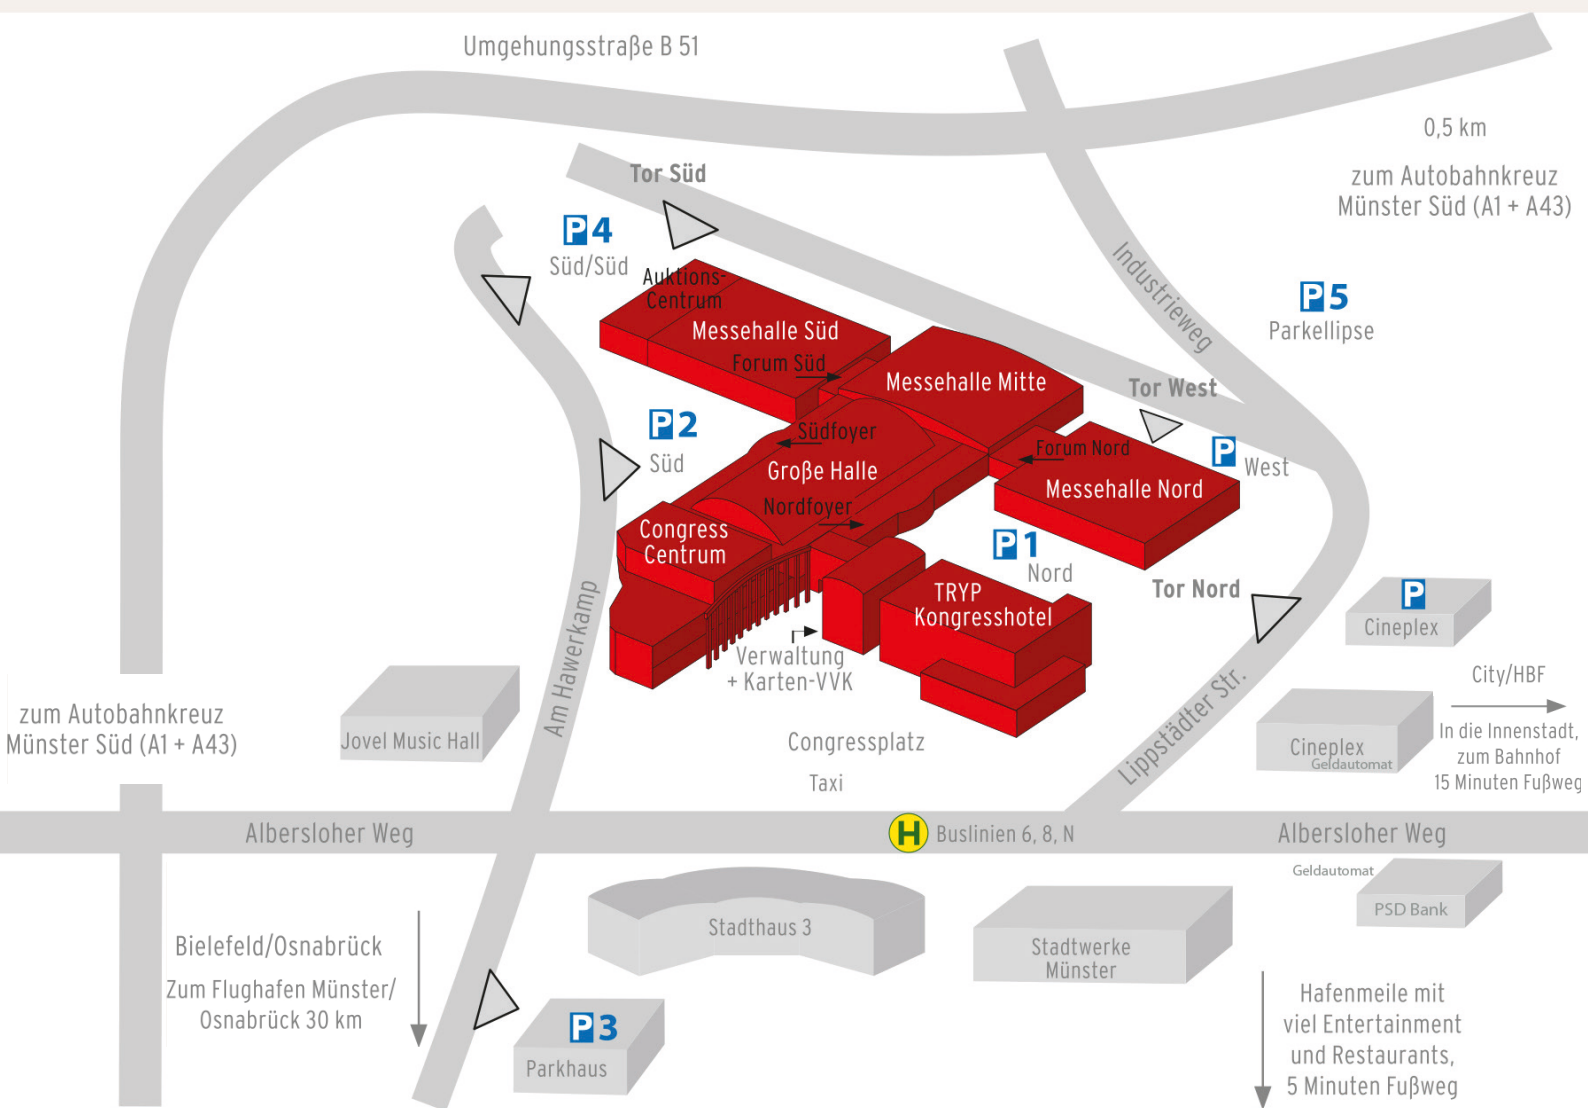 Umgehungsstraße B 51
0,5 km
zum Autobahnkreuz
Münster Süd (A1 + A43)
Tor Süd
P 4
Süd/Süd
Auktions-
Centrum
Messehalle Süd
Forum Süd
Messehalle Mitte
Industrieweg
P 5
Parkellipse
Tor West
P
West
P 2
Süd
Südfoyer
Große Halle
Nordfoyer
Forum Nord
Messehalle Nord
Congress
Centrum
P 1
Nord
TRYP
Kongresshotel
Tor Nord
P
Cineplex
Verwaltung
+ Karten-VVK
Am Hawerkamp
Lippstädter Str.
City/HBF
In die Innenstadt,
zum Bahnhof
15 Minuten Fußweg
Cineplex
Geldautomat
zum Autobahnkreuz
Münster Süd (A1 + A43)
Jovel Music Hall
Congressplatz
Taxi
Albersloher Weg
H
Buslinien 6, 8, N
Albersloher Weg
Geldautomat
PSD Bank
Stadthaus 3
Stadtwerke
Münster
Bielefeld/Osnabrück
Zum Flughafen Münster/
Osnabrück 30 km
P 3
Parkhaus
Hafenmeile mit
viel Entertainment
und Restaurants,
5 Minuten Fußweg